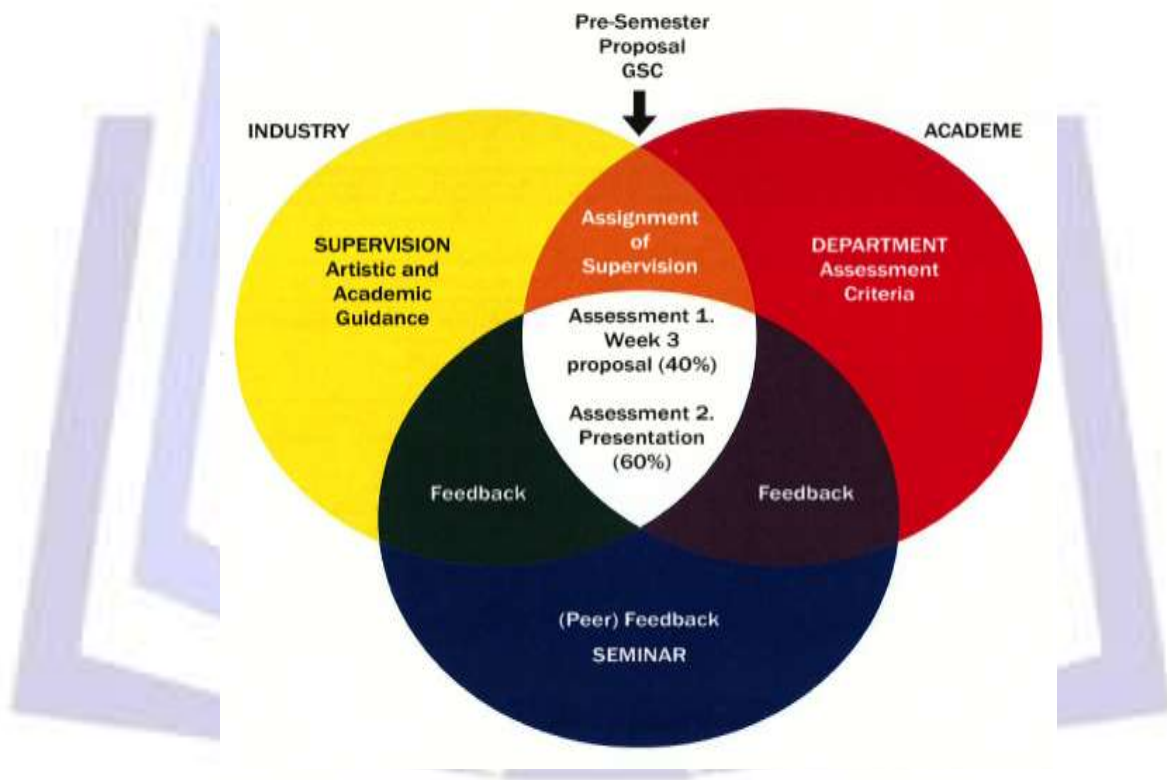 Pre-Semester
Proposal
GSC
INDUSTRY
ACADEME
SUPERVISION
Artistic and
Academic
Guidance
Assignment
of
Supervision
DEPARTMENT
Assessment
Criteria
Assessment 1.
Week 3
proposal (40%)
Assessment 2.
Presentation
(60%)
Feedback
Feedback
(Peer) Feedback
SEMINAR